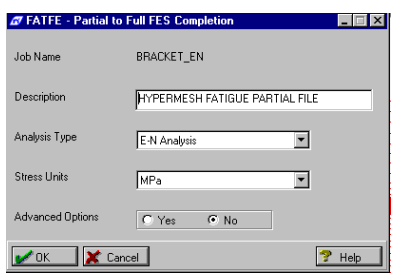 FATFE - Partial to Full FES Completion
Job Name BRACKET_EN
Description HYPERMESH FATIGUE PARTIAL FILE
Analysis Type E-N Analysis
Stress Units MPa
Advanced Options Yes No
OK Cancel Help